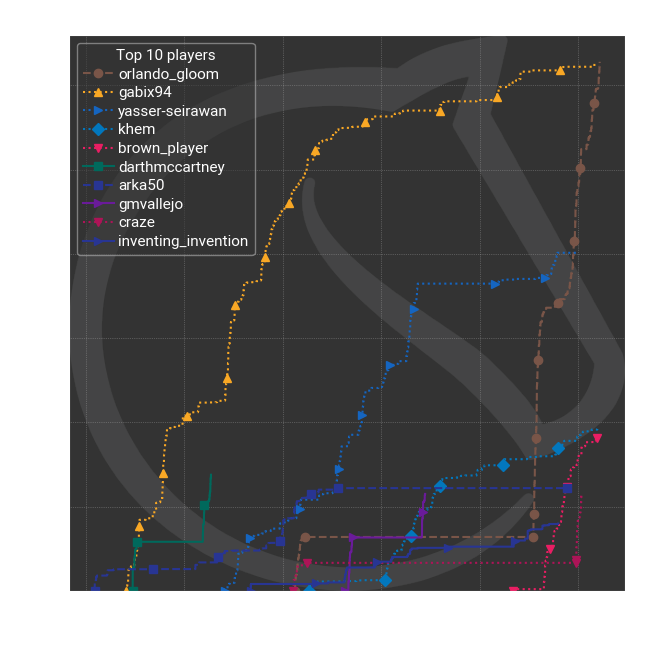 Top 10 players
orlando_gloom
gabix94
yasser-seirawan
khem
brown_player
darthmccartney
arka50
gmvallejo
craze
inventing_invention